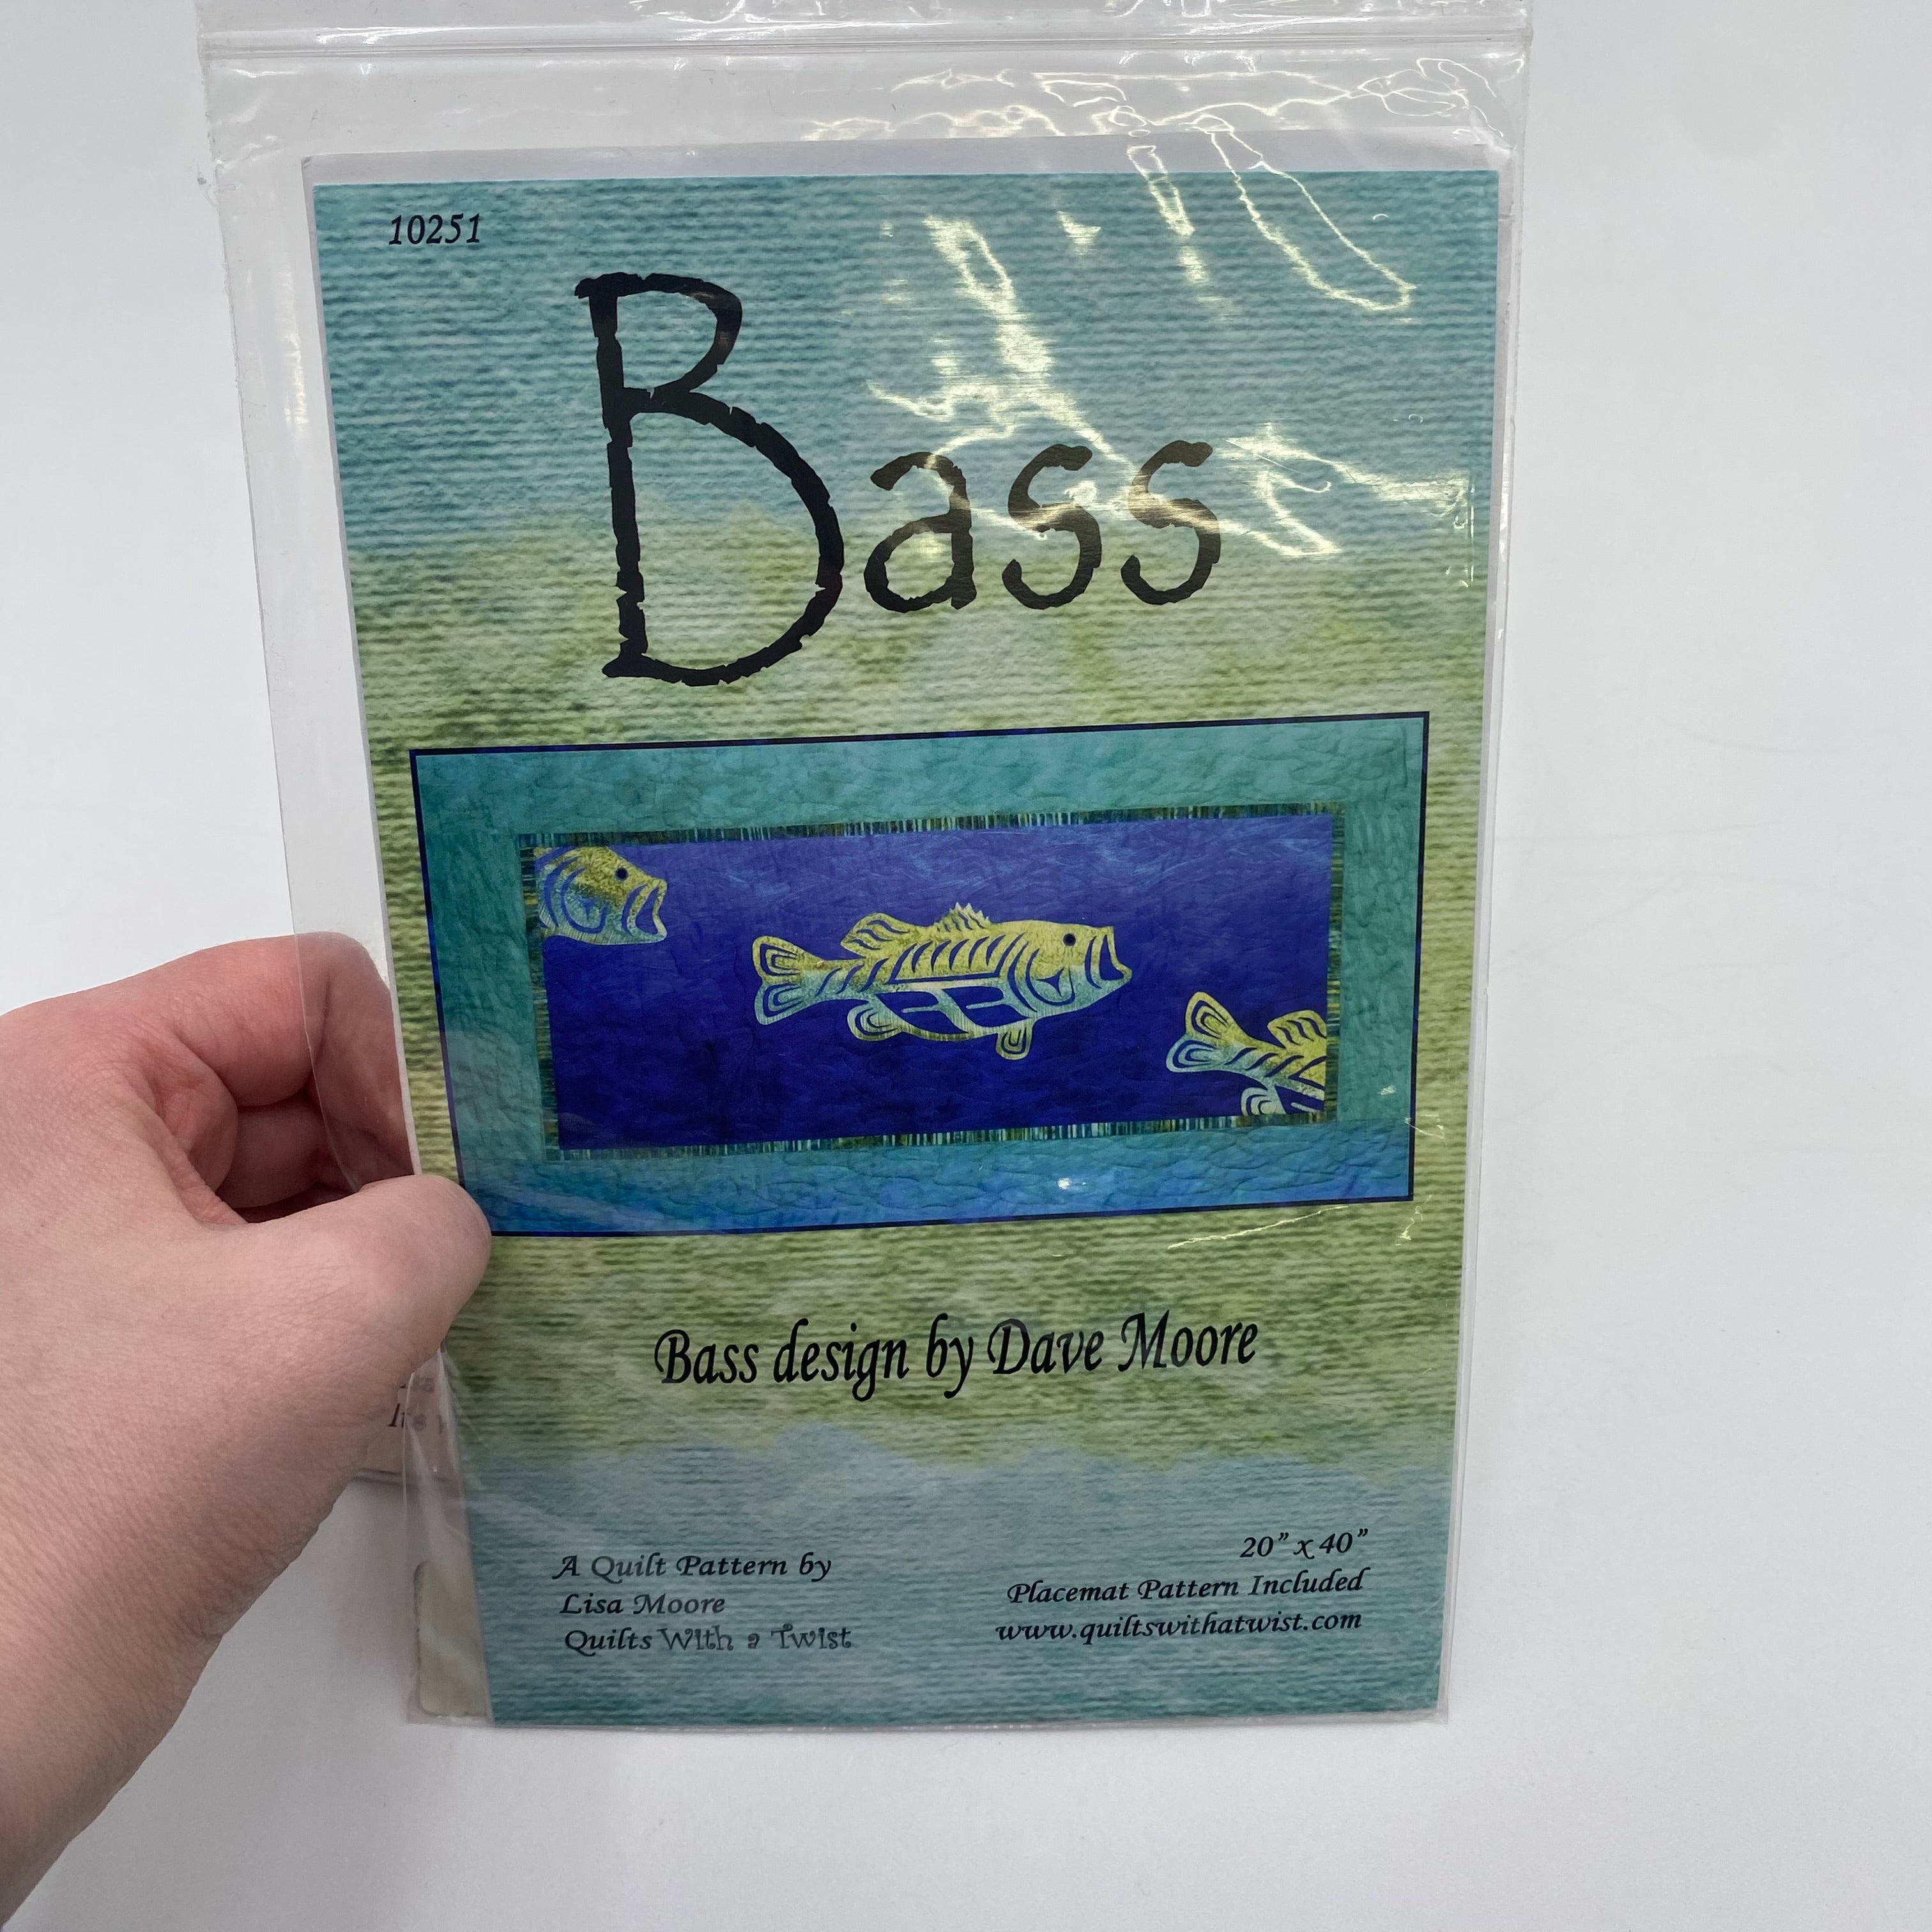 10251
Bass
Bass design by Dave Moore
A Quilt Pattern by
Lisa Moore
Quilts With a Twist
20” x 40”
Placemat Pattern Included
www.quiltswithatwist.com